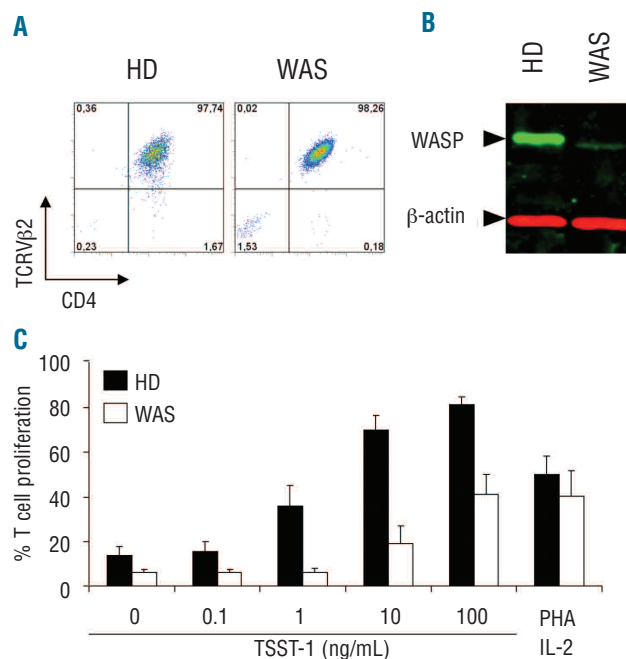 A
HD WAS
0,36 97,74 0,02 98,26
0,23 1,67 1,53 0,18
TCRVβ2
CD4
B
HD WAS
WASP
β-actin
C
100
80
60
40
20
0
HD
WAS
% T cell proliferation
0 0.1 1 10 100 PHA
TSST-1 (ng/mL) IL-2